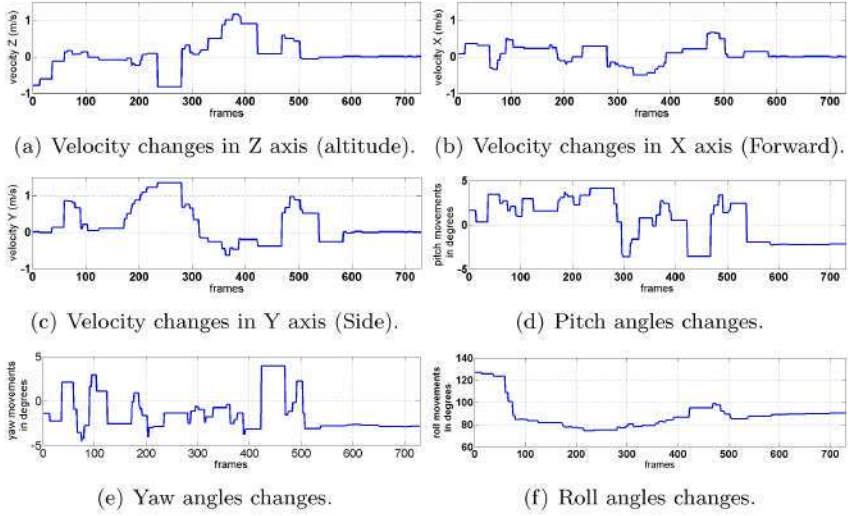 1
0
-1
velocity Z (m/s)
0 100 200 300 400 500 600 700
frames
(a) Velocity changes in Z axis (altitude).
1
0
-1
velocity X (m/s)
0 100 200 300 400 500 600 700
frames
(b) Velocity changes in X axis (Forward).
1
0
-1
velocity Y (m/s)
0 100 200 300 400 500 600 700
frames
(c) Velocity changes in Y axis (Side).
5
0
-5
pitch movements
in degrees
0 100 200 300 400 500 600 700
frames
(d) Pitch angles changes.
5
0
-5
yaw movements
in degrees
0 100 200 300 400 500 600 700
frames
(e) Yaw angles changes.
140
120
100
80
60
roll movements
in degrees
0 100 200 300 400 500 600 700
frames
(f) Roll angles changes.